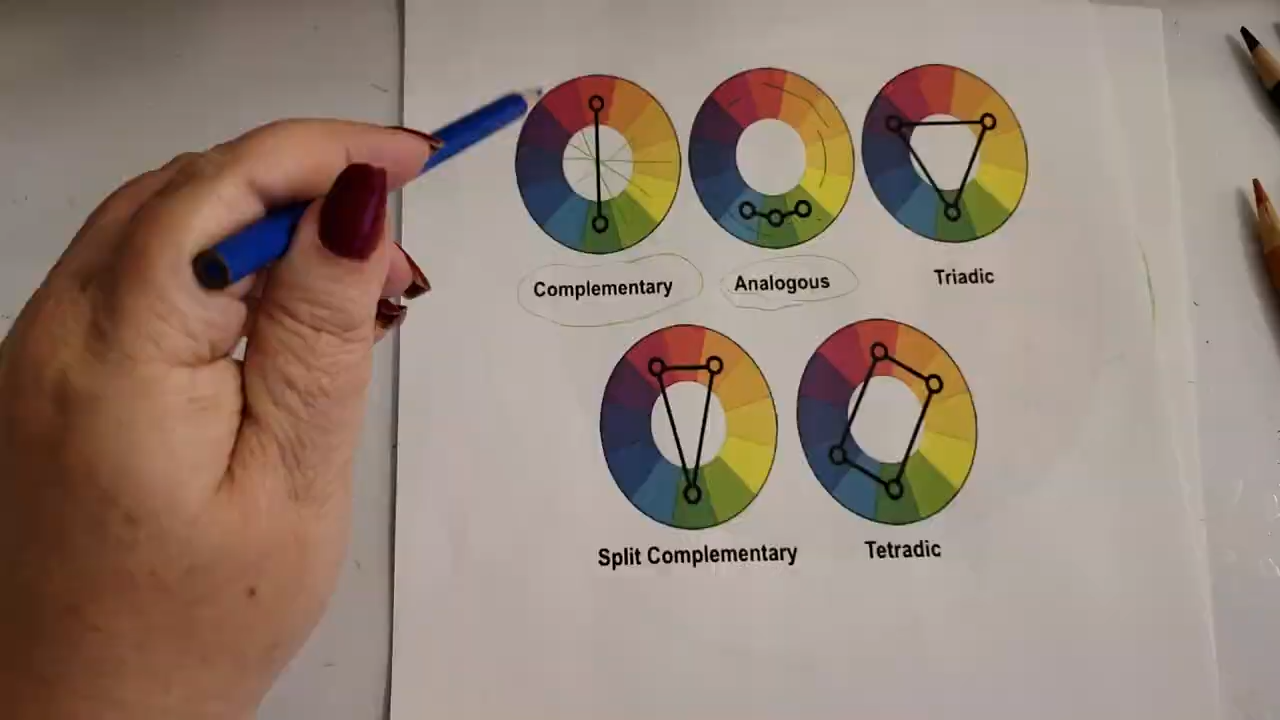 Complementary
Analogous
Triadic
Split Complementary
Tetradic